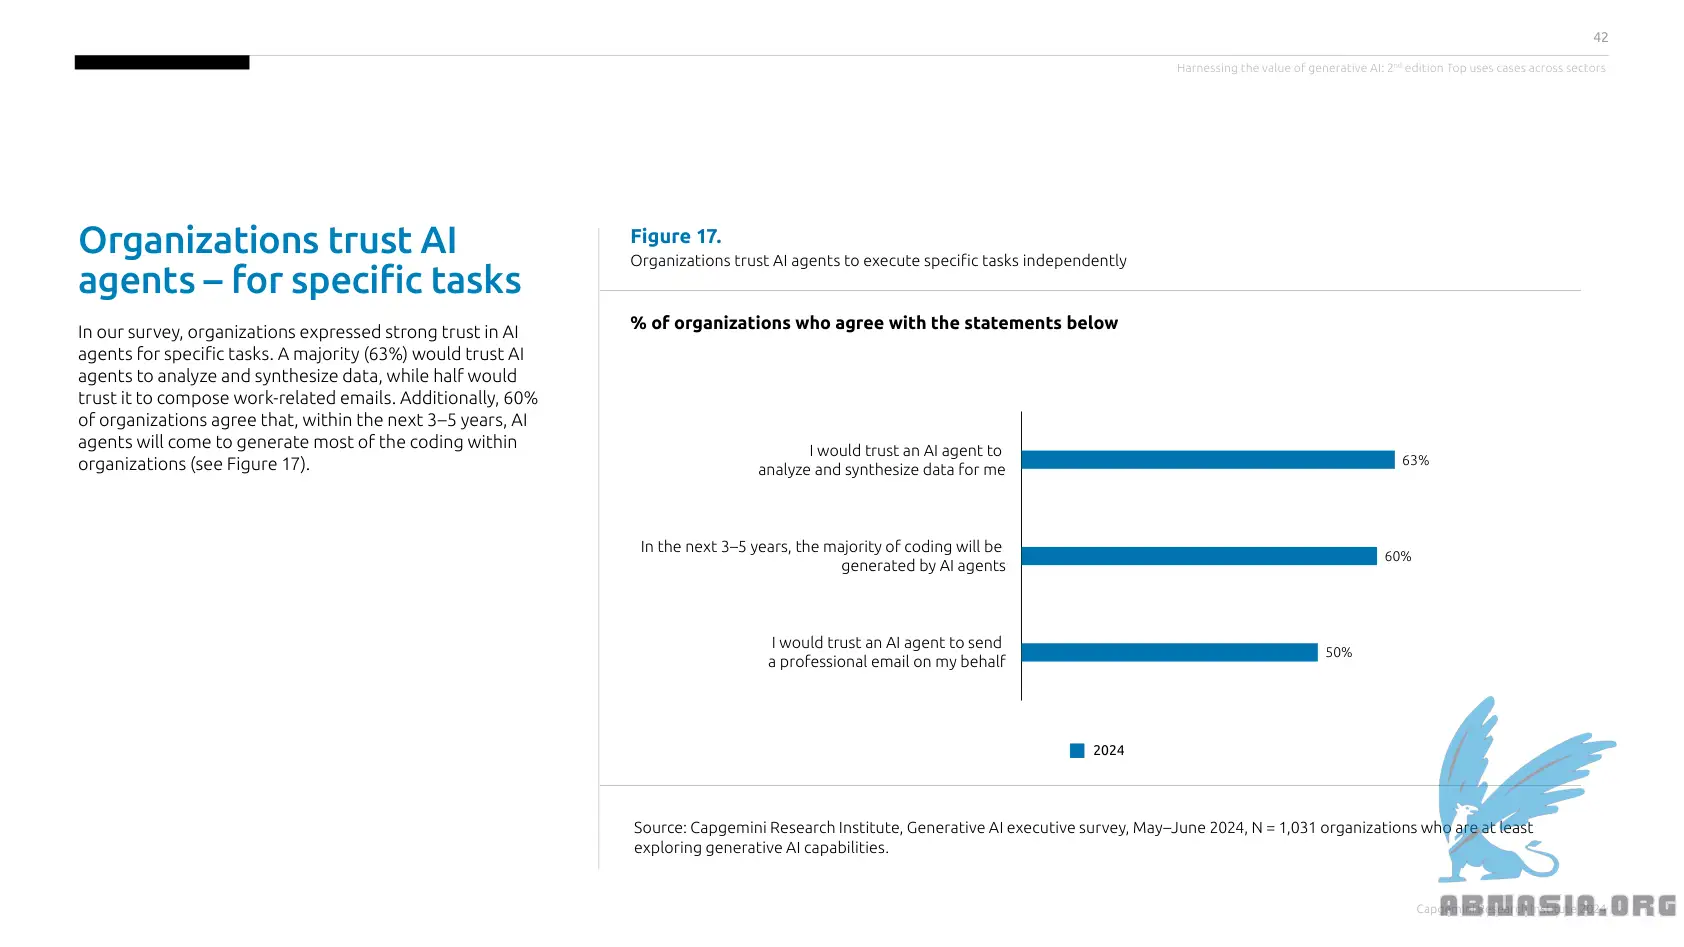 42
Harnessing the value of generative AI: 2nd edition Top uses cases across sectors
Organizations trust AI
agents – for specific tasks
In our survey, organizations expressed strong trust in AI
agents for specific tasks. A majority (63%) would trust AI
agents to analyze and synthesize data, while half would
trust it to compose work-related emails. Additionally, 60%
of organizations agree that, within the next 3–5 years, AI
agents will come to generate most of the coding within
organizations (see Figure 17).
Figure 17.
Organizations trust AI agents to execute specific tasks independently
% of organizations who agree with the statements below
I would trust an AI agent to
analyze and synthesize data for me
63%
In the next 3–5 years, the majority of coding will be
generated by AI agents
60%
I would trust an AI agent to send
a professional email on my behalf
50%
2024
Source: Capgemini Research Institute, Generative AI executive survey, May–June 2024, N = 1,031 organizations who are at least
exploring generative AI capabilities.
Capgemini Research Institute 2024
ABNASIA.ORG